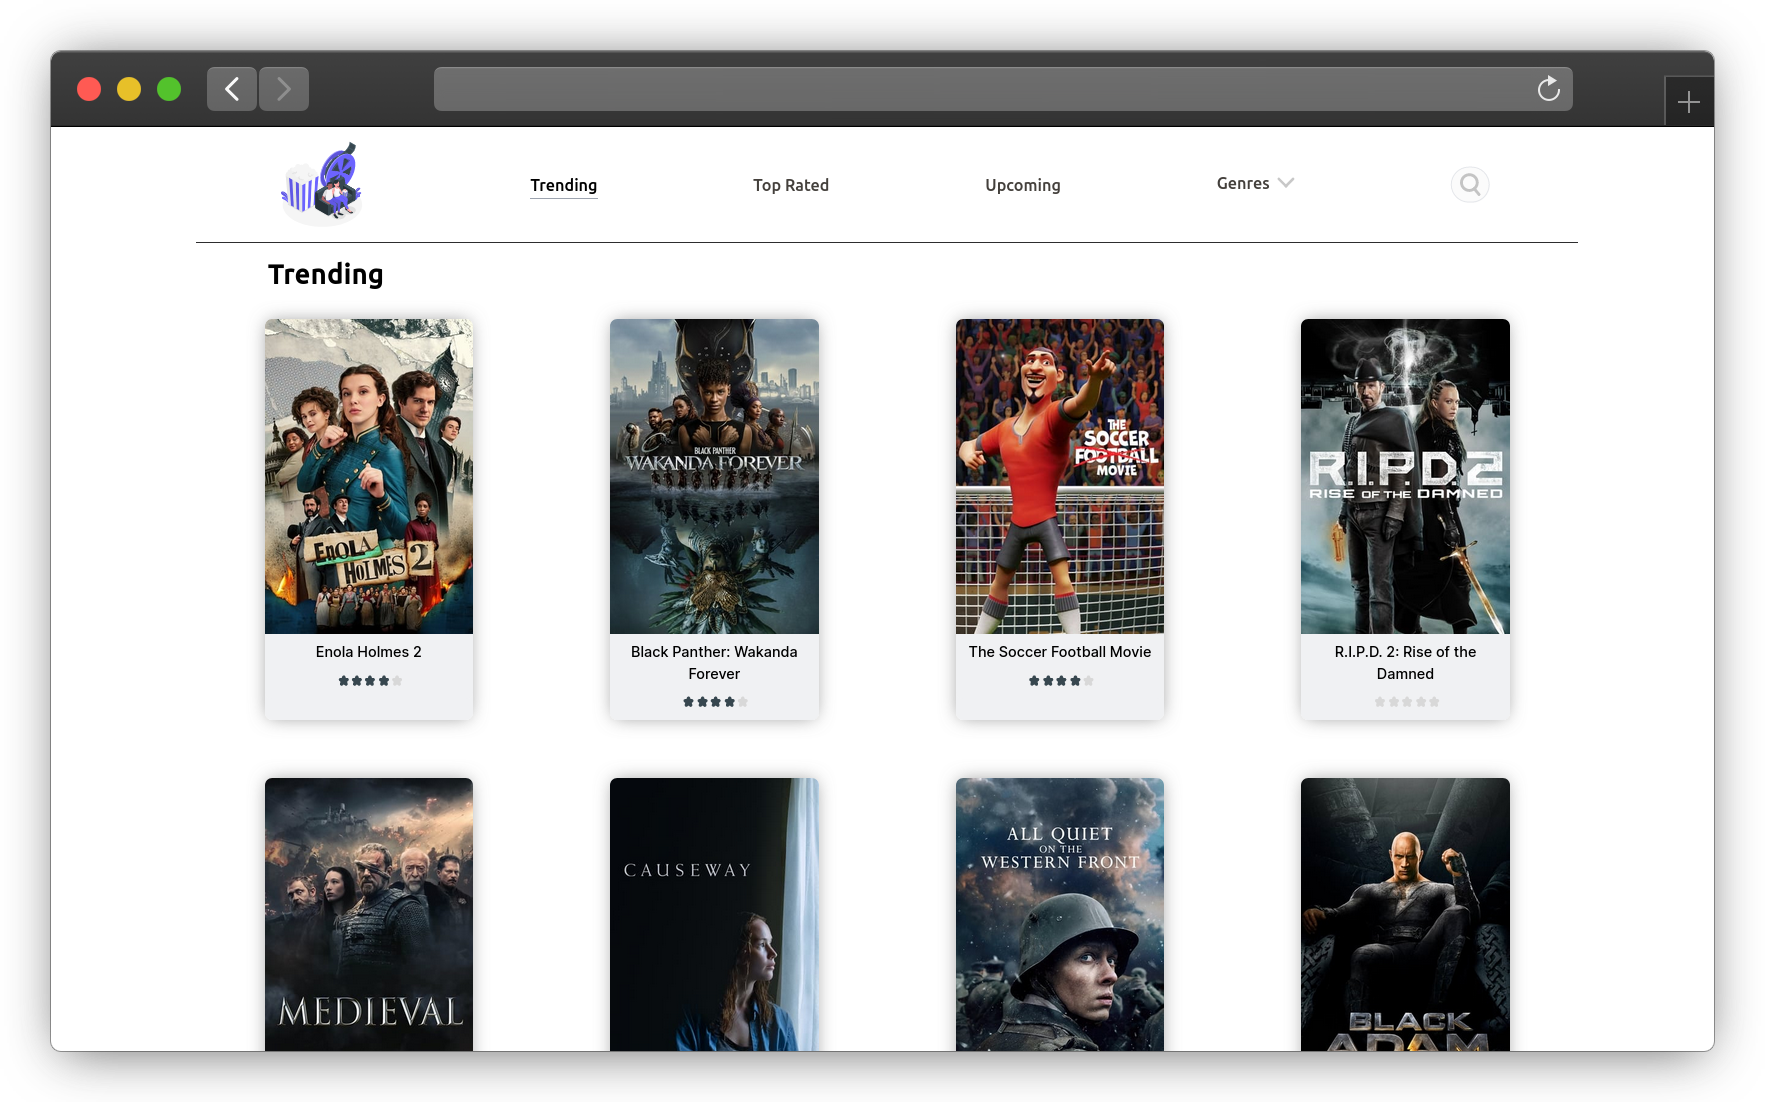 Trending
Top Rated
Upcoming
Genres
Trending
ENOLA
HOLMES 2
BLACK PANTHER
WAKANDA FOREVER
THE
SOCCER
FOOTBALL
MOVIE
R.I.P.D. 2
RISE OF THE DAMNED
Enola Holmes 2
Black Panther: Wakanda
Forever
The Soccer Football Movie
R.I.P.D. 2: Rise of the
Damned
MEDIEVAL
CAUSEWAY
ALL QUIET
ON THE
WESTERN FRONT
BLACK
ADAM